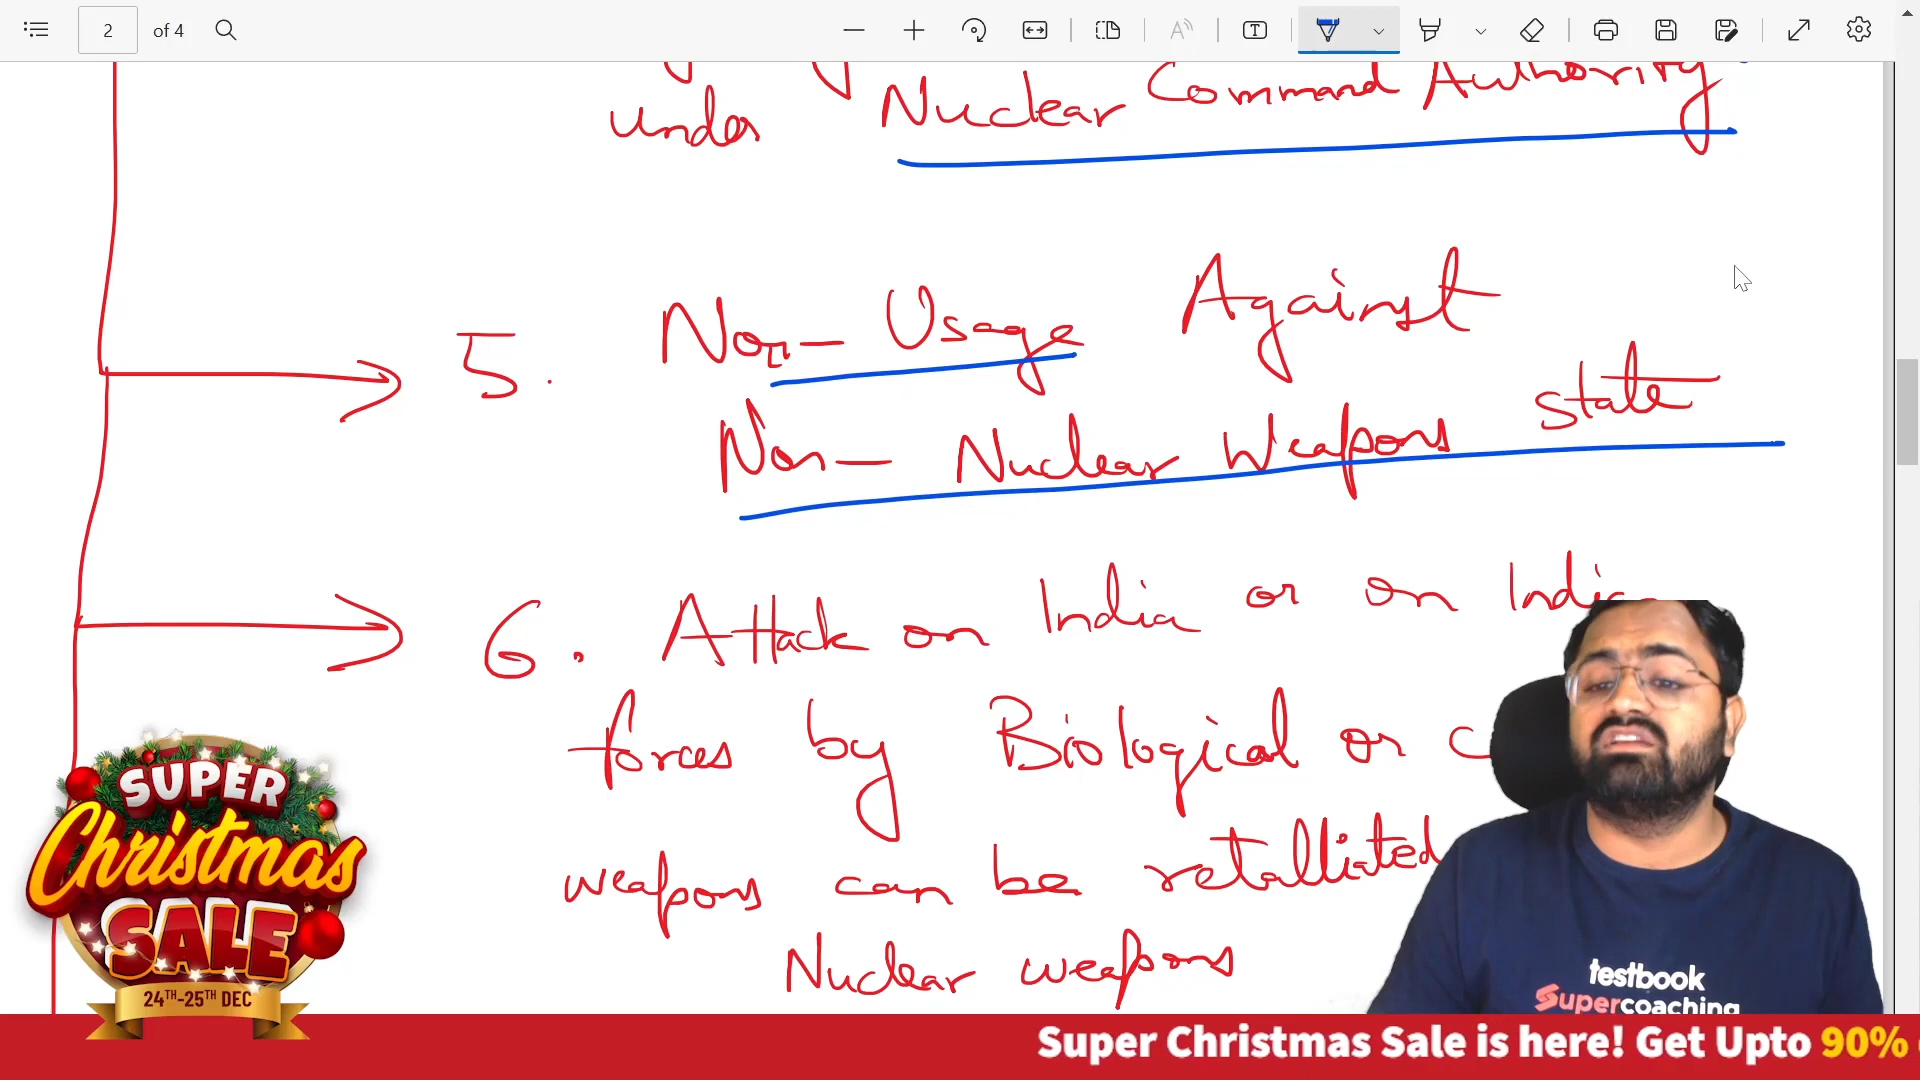 2 of 4
under Nuclear Command Authority
5. Non- Usage Against
Non- Nuclear Weapons state
6. Attack on India or on
forces by Biological or
weapons can be retalliated
Nuclear weapons
SUPER
Christmas
SALE
24TH-25TH DEC
testbook
Supercoaching
Super Christmas Sale is here! Get Upto 90%